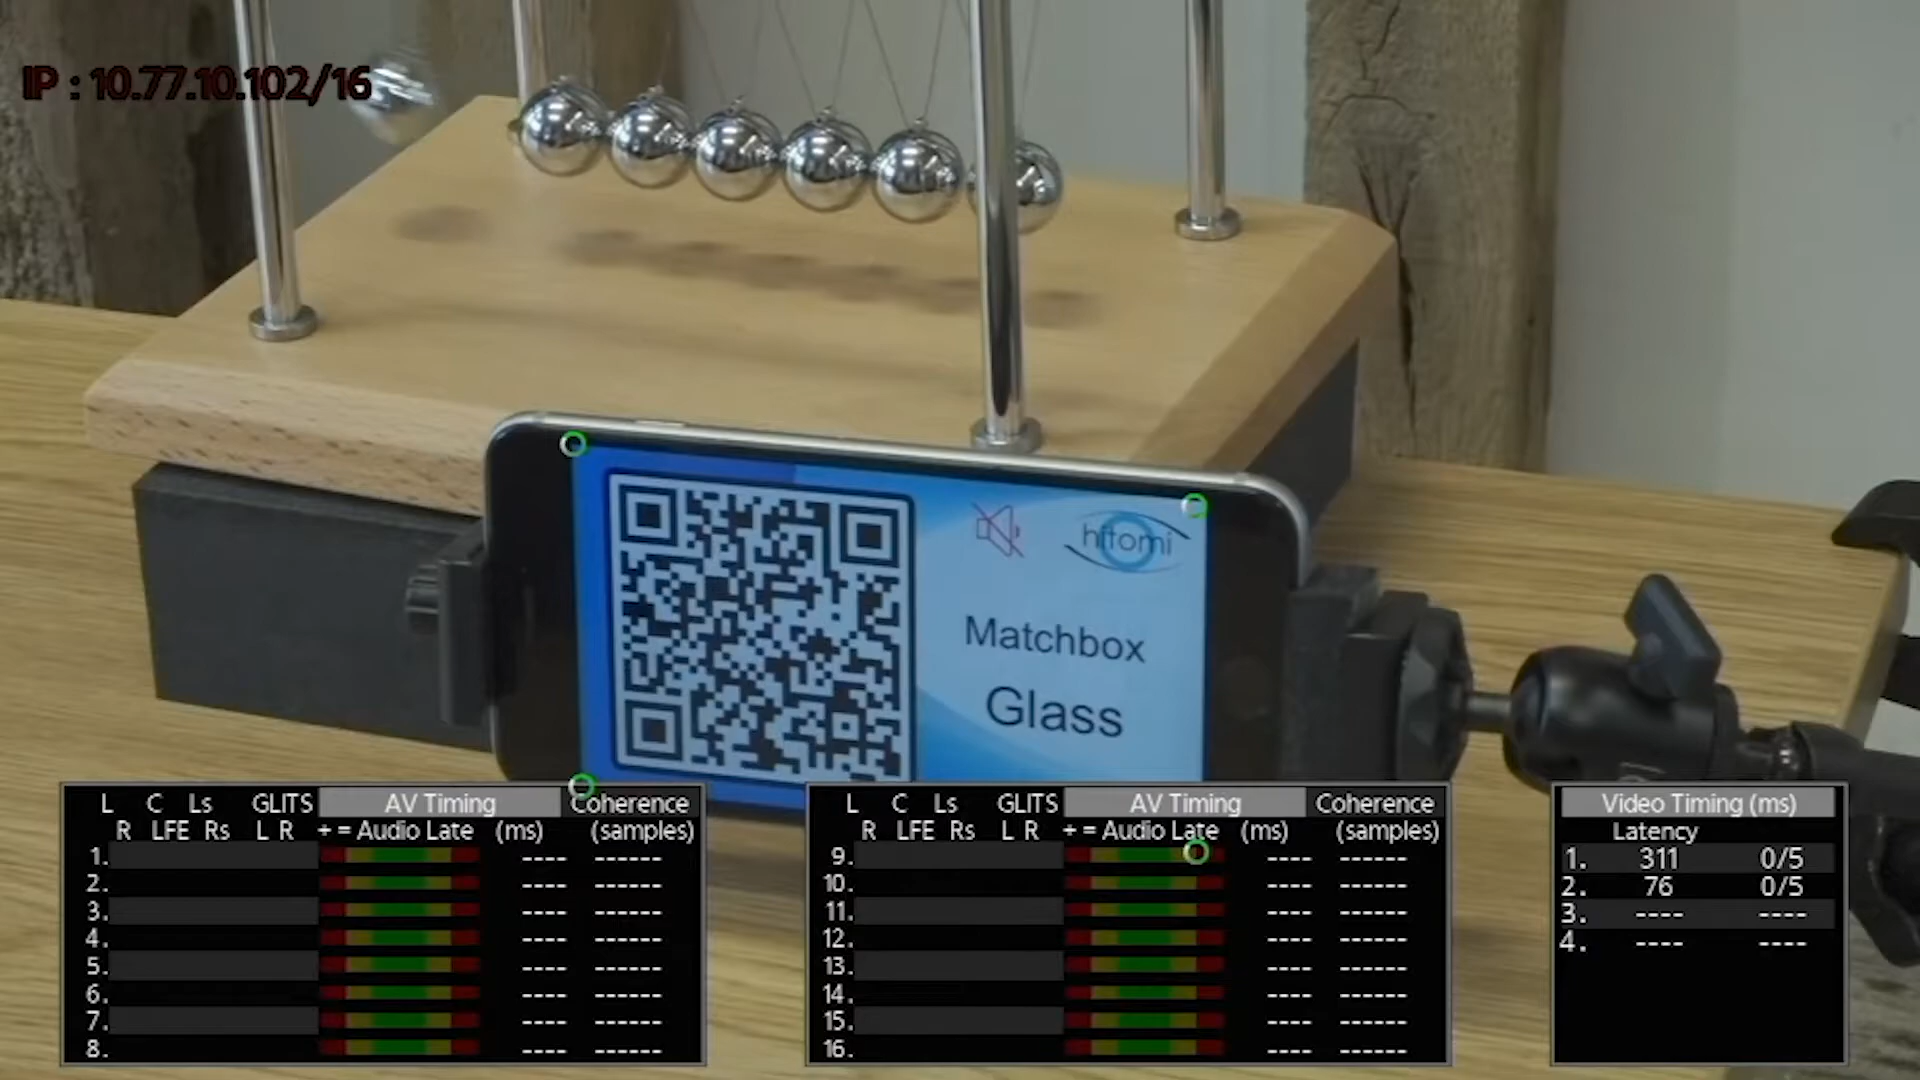 IP : 10.77.10.102/16
hitomi
Matchbox
Glass
L C Ls GLITS AV Timing Coherence
R LFE Rs L R + = Audio Late (ms) (samples)
1. ---- ------
2. ---- ------
3. ---- ------
4. ---- ------
5. ---- ------
6. ---- ------
7. ---- ------
8. ---- ------
L C Ls GLITS AV Timing Coherence
R LFE Rs L R + = Audio Late (ms) (samples)
9. ---- ------
10. ---- ------
11. ---- ------
12. ---- ------
13. ---- ------
14. ---- ------
15. ---- ------
16. ---- ------
Video Timing (ms)
Latency
1. 311 0/5
2. 76 0/5
3. ---- ----
4. ---- ----